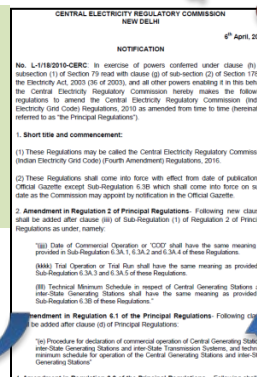 CENTRAL ELECTRICITY REGULATORY COMMISSION
NEW DELHI
6th April, 20
NOTIFICATION
No. L-1/18/2010-CERC: In exercise of powers conferred under clause (h)
subsection (1) of Section 79 read with clause (g) of sub-section (2) of Section 178
the Electricity Act, 2003 (36 of 2003), and all other powers enabling it in this beh
the Central Electricity Regulatory Commission hereby makes the follow
regulations to amend the Central Electricity Regulatory Commission (Ind
Electricity Grid Code) Regulations, 2010 as amended from time to time (hereina
referred to as "the Principal Regulations").
1. Short title and commencement:
(1) These Regulations may be called the Central Electricity Regulatory Commiss
(Indian Electricity Grid Code) (Fourth Amendment) Regulations, 2016.
(2) These Regulations shall come into force with effect from date of publication
Official Gazette except Sub-Regulation 6.3B which shall come into force on su
date as the Commission may appoint by notification in the Official Gazette.
2. Amendment in Regulation 2 of Principal Regulations- Following new claus
shall be added after clause (iii) of Sub-Regulation (1) of Regulation 2 of Princi
Regulations as under, namely:
Date of Commercial Operation or 'COD' shall have the same meaning
provided in Sub-Regulation 6.3A.1, 6.3A.2 and 6.3A.4 of these Regulations.
(kkkk) Trial Operation or Trial Run shall have the same meaning as provided
Sub-Regulation 6.3A.3 and 6.3A.5 of these Regulations.
(llll) Technical Minimum Schedule in respect of Central Generating Stations a
inter-State Generating Stations shall have the same meaning as provided
Sub-Regulation 6.3B of these Regulations."
mendment in Regulation 6.1 of the Principal Regulations- Following cla
be added after clause (d) of Principal Regulations:
"(e) Procedure for declaration of commercial operation of Central Generating Statio
inter-State Generating Stations and inter-State Transmission Systems, and techn
minimum schedule for operation of the Central Generating Stations and inter-St
Generating Stations"